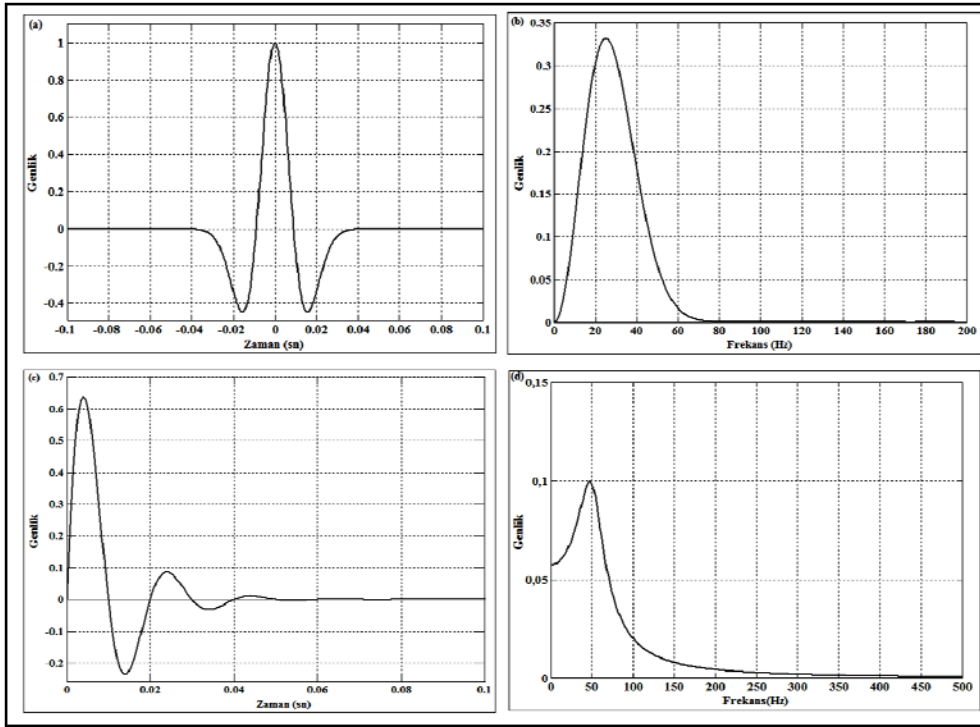 (a)
1
0.8
0.6
0.4
0.2
0
-0.2
-0.4
Genlik
-0.1 -0.08 -0.06 -0.04 -0.02 0 0.02 0.04 0.06 0.08 0.1
Zaman (sn)
(b)
0.35
0.3
0.25
0.2
0.15
0.1
0.05
0
Genlik
0 20 40 60 80 100 120 140 160 180 200
Frekans (Hz)
(c)
0.7
0.6
0.5
0.4
0.3
0.2
0.1
0
-0.1
-0.2
Genlik
0 0.02 0.04 0.06 0.08 0.1
Zaman (sn)
(d)
0,15
0,1
0,05
0
Genlik
0 50 100 150 200 250 300 350 400 450 500
Frekans(Hz)